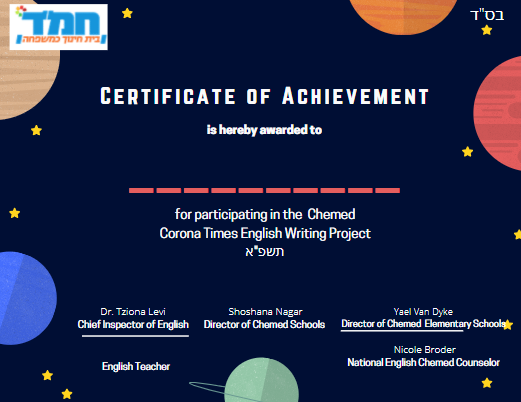 חמ"ד
בית חינוך כמשפחה!
בס"ד
CERTIFICATE OF ACHIEVEMENT
is hereby awarded to
for participating in the Chemed
Corona Times English Writing Project
תשפ"א
Dr. Tziona Levi
Chief Inspector of English
Shoshana Nagar
Director of Chemed Schools
Yael Van Dyke
Director of Chemed Elementary Schools
Nicole Broder
National English Chemed Counselor
English Teacher